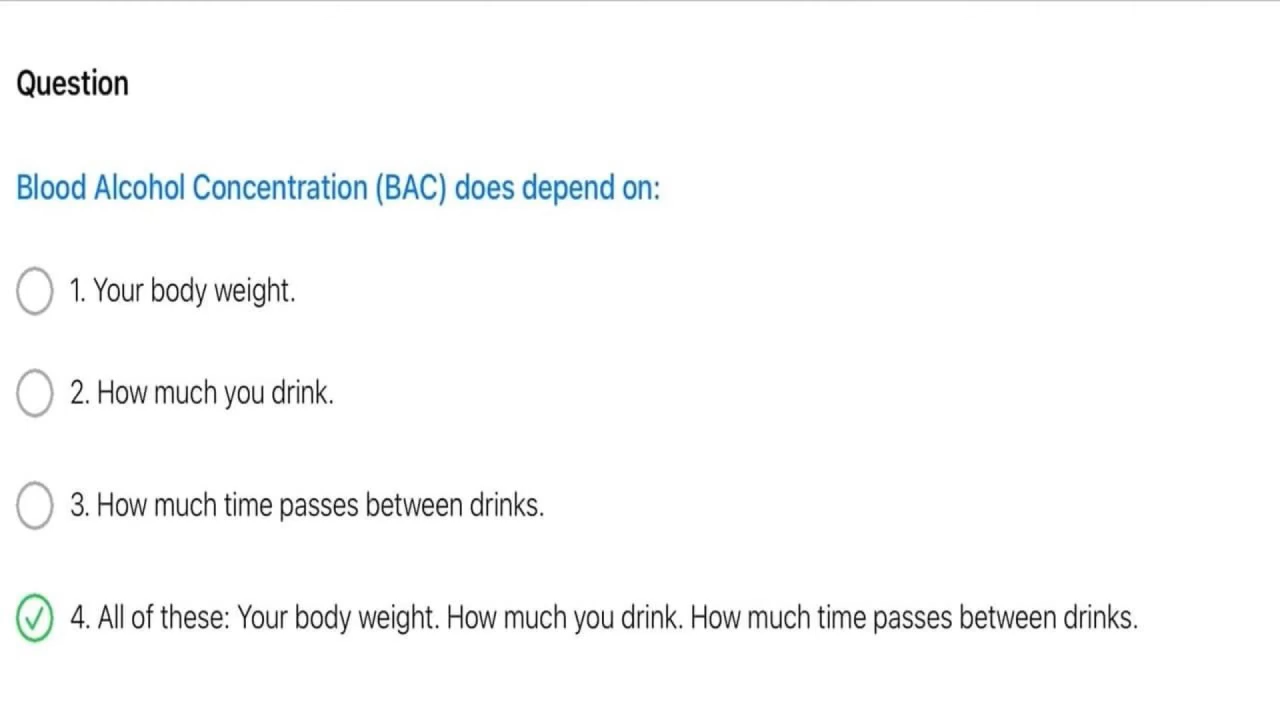 Question
Blood Alcohol Concentration (BAC) does depend on:
1. Your body weight.
2. How much you drink.
3. How much time passes between drinks.
4. All of these: Your body weight. How much you drink. How much time passes between drinks.